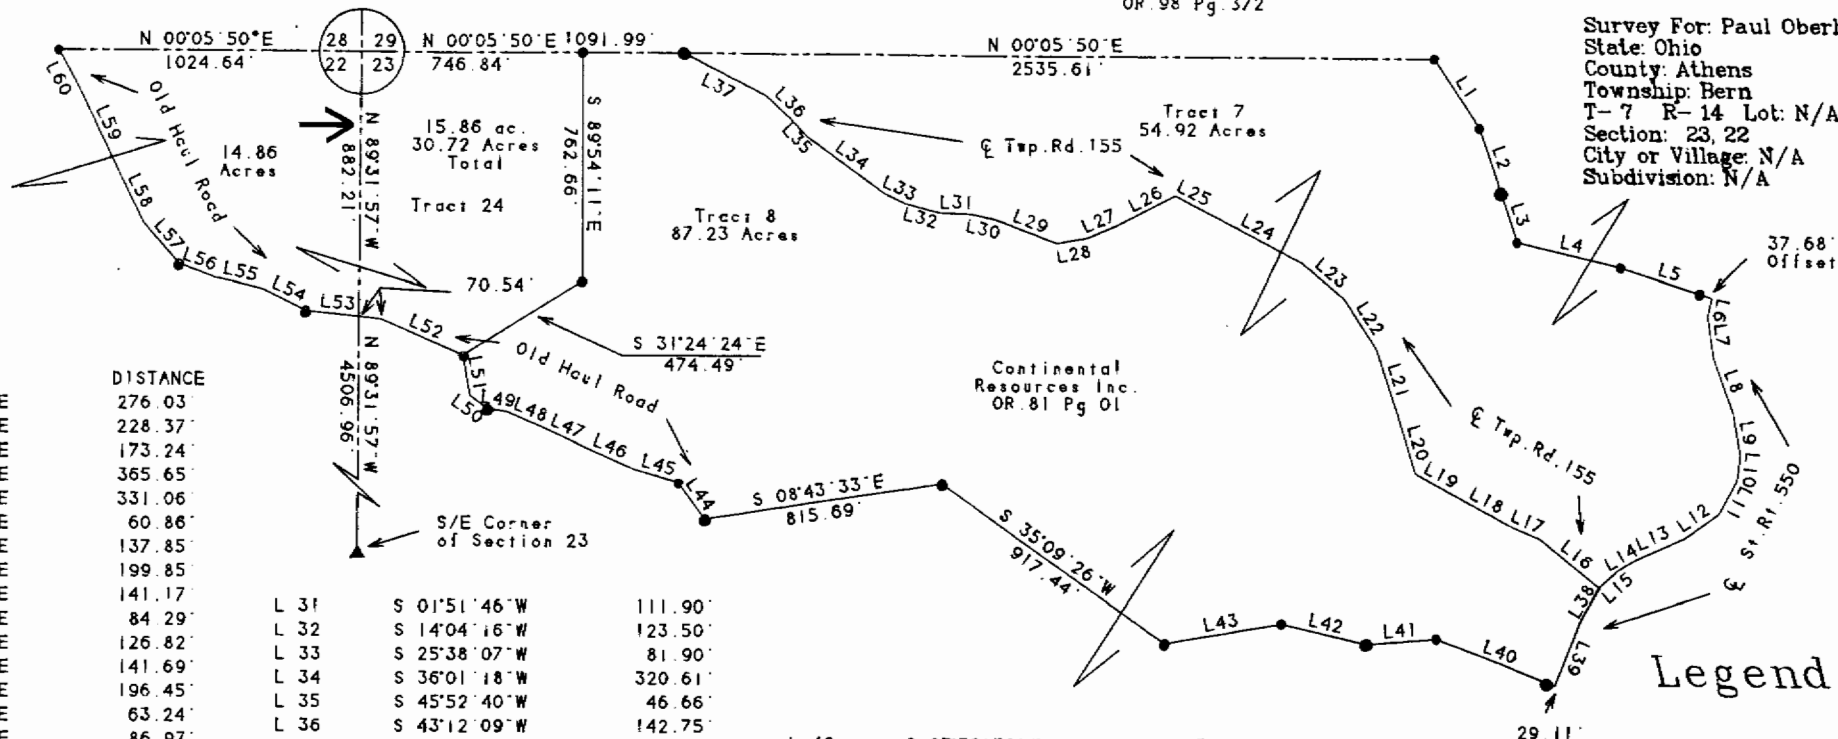 OR.98 Pg.372
Survey For: Paul Oberl
State: Ohio
County: Athens
Township: Bern
T- 7 R- 14 Lot: N/A
Section: 23, 22
City or Village: N/A
Subdivision: N/A
N 00°05'50"E
1024.64'
28 29
22 23
N 00°05'50"E 1091.99'
746.84'
N 00°05'50"E
2535.61'
L60
L59
L58
L57
L56
L55
L54
L53
L52
L51
L50
L49
L48
L47
L46
L45
L44
Old Haul Road
14.86
Acres
N 89°31'57"W
882.21'
15.86 ac.
30.72 Acres
Total
Tract 24
S 89°54'11"E
762.66'
70.54'
S 31°24'24"E
474.49'
Old Haul Road
N 89°31'57"W
4506.96'
S/E Corner
of Section 23
Tract 8
87.23 Acres
Tract 7
54.92 Acres
℄ Twp.Rd.155
L37
L36
L35
L34
L33
L32
L31
L30
L29
L28
L27
L26
L25
L24
L23
L22
L21
L20
L19
L18
L17
L16
℄ Twp.Rd.155
Continental
Resources Inc.
OR.81 Pg 01
L1
L2
L3
L4
L5
37.68'
Offset
L6
L7
L8
L9
L10
L11
L12
L13
L14
L15
℄ St.Rt.550
L38
L39
L40
L41
L42
L43
29.11'
S 08°43'33"E
815.69'
S 35°09'26"W
917.44'
Legend
DISTANCE
E 276.03'
E 228.37'
E 173.24'
E 365.65'
E 331.06'
E 60.86'
E 137.85'
E 199.85'
E 141.17'
E 84.29'
E 126.82'
E 141.69'
E 196.45'
E 63.24'
E 86.97'
L 31 S 01°51'46"W 111.90'
L 32 S 14°04'16"W 123.50'
L 33 S 25°38'07"W 81.90'
L 34 S 36°01'18"W 320.61'
L 35 S 45°52'40"W 46.66'
L 36 S 43°12'09"W 142.75'